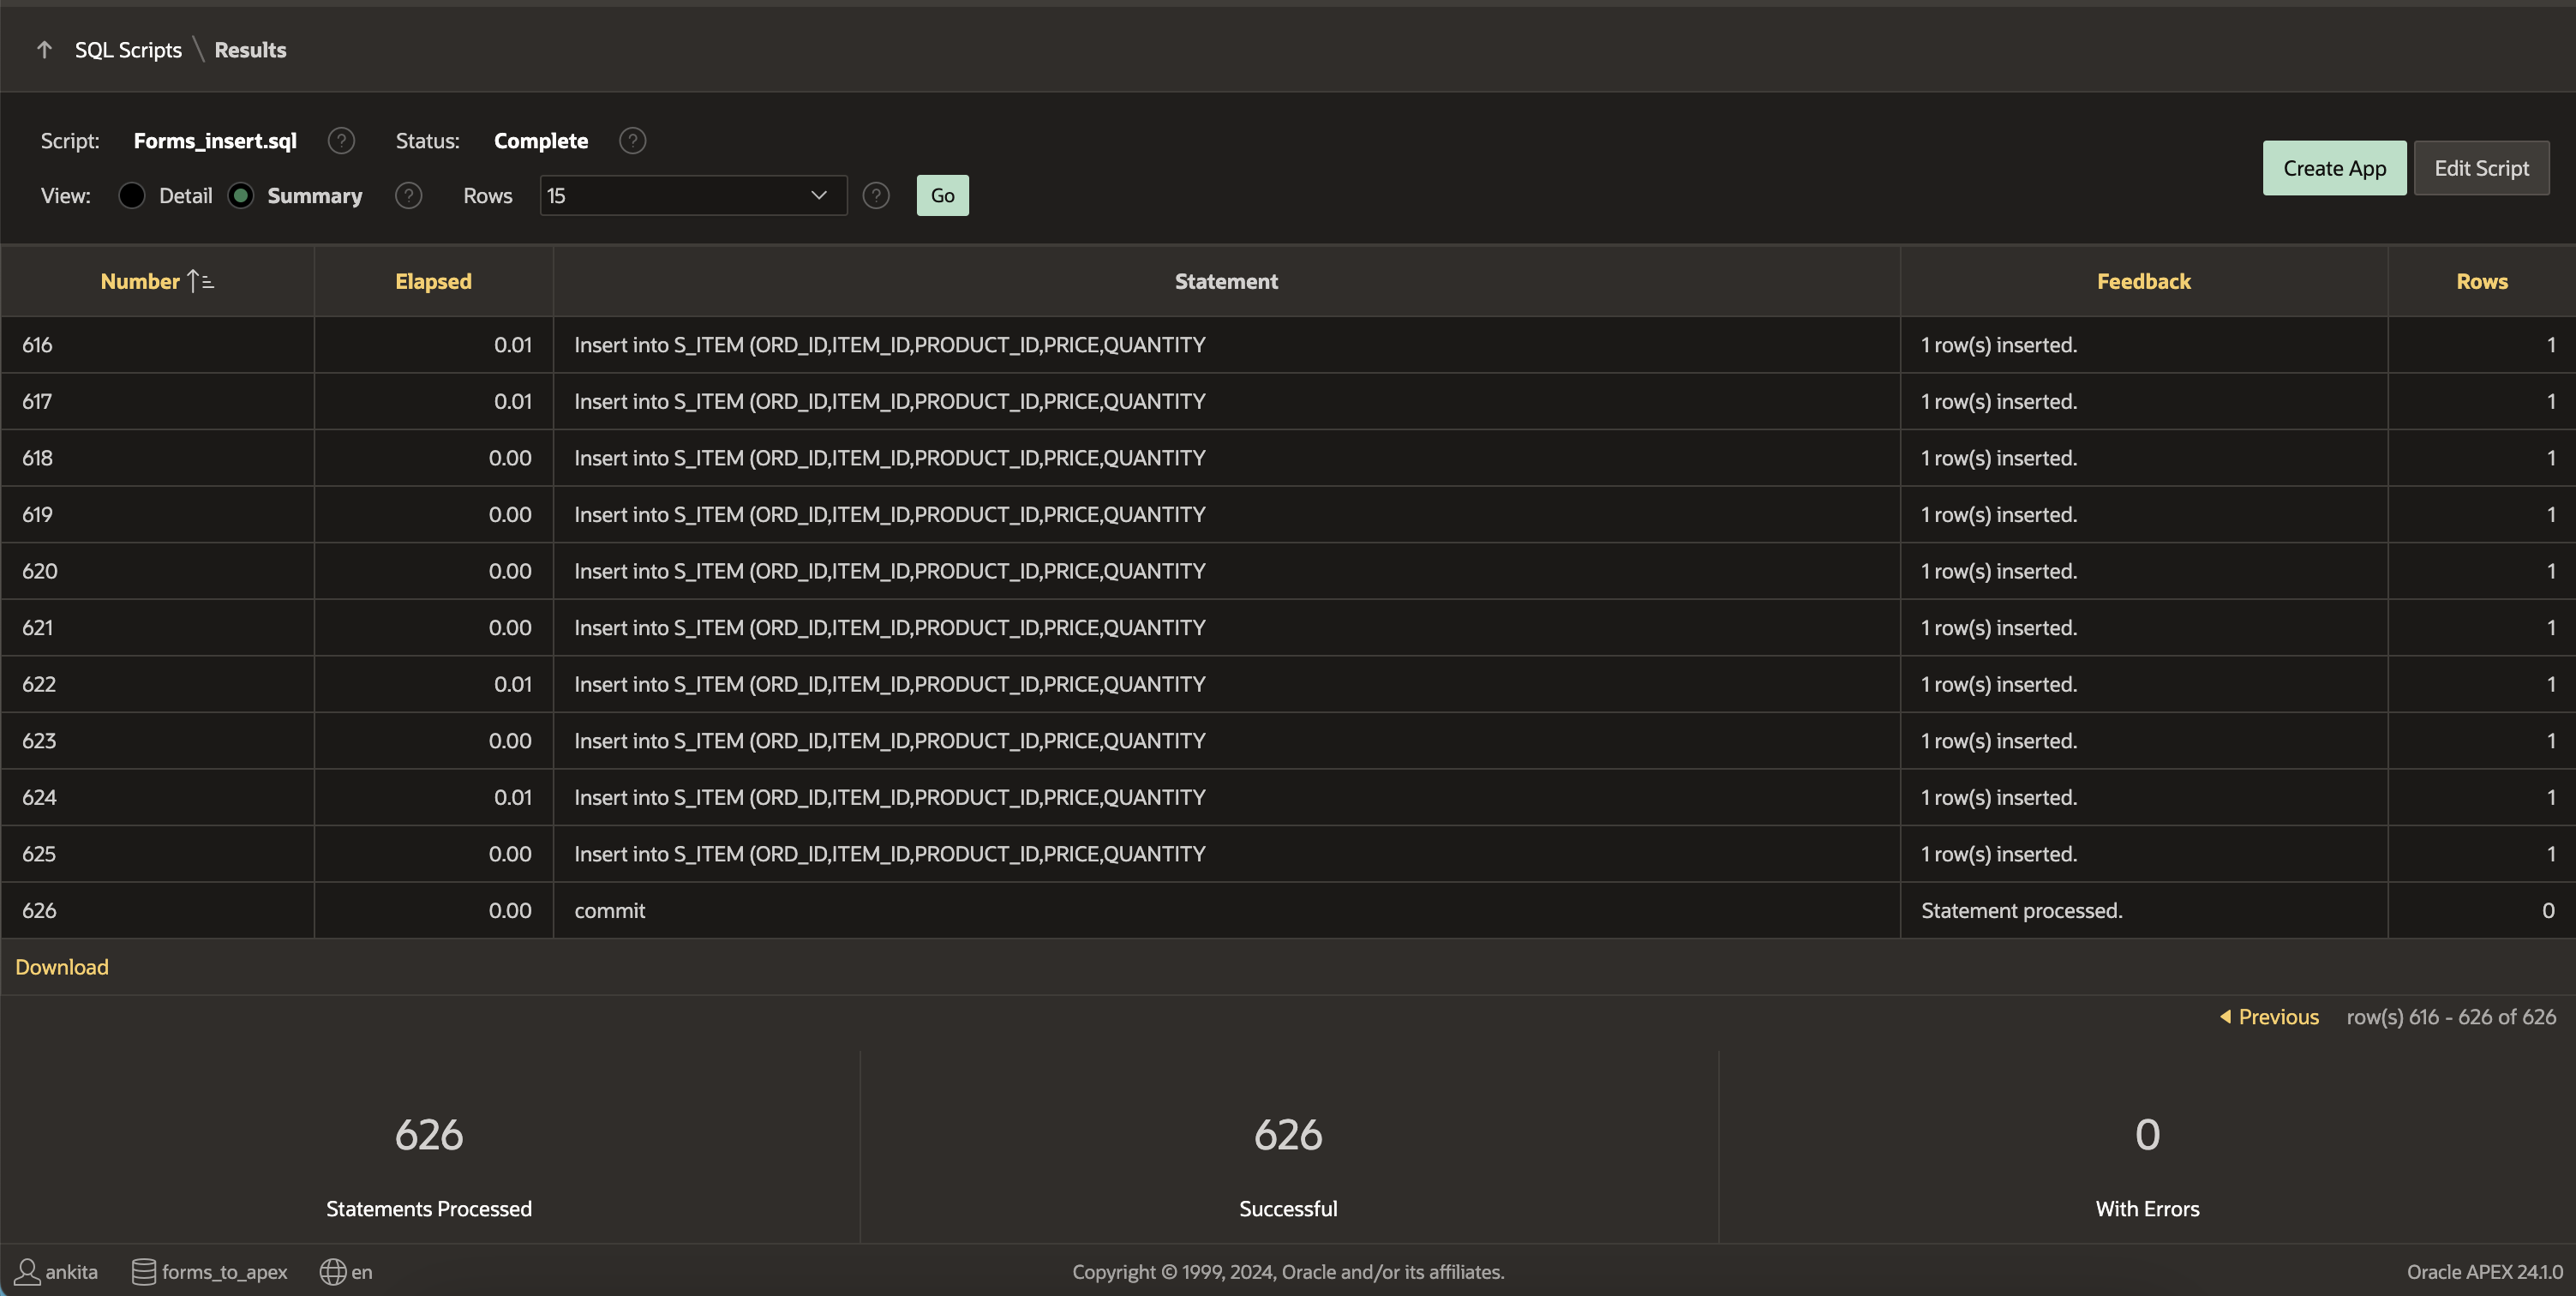 SQL Scripts \ Results
Script: Forms_insert.sql ? Status: Complete ?
View: Detail Summary ? Rows 15 ? Go
Create App Edit Script
Number Elapsed Statement Feedback Rows
616 0.01 Insert into S_ITEM (ORD_ID,ITEM_ID,PRODUCT_ID,PRICE,QUANTITY 1 row(s) inserted. 1
617 0.01 Insert into S_ITEM (ORD_ID,ITEM_ID,PRODUCT_ID,PRICE,QUANTITY 1 row(s) inserted. 1
618 0.00 Insert into S_ITEM (ORD_ID,ITEM_ID,PRODUCT_ID,PRICE,QUANTITY 1 row(s) inserted. 1
619 0.00 Insert into S_ITEM (ORD_ID,ITEM_ID,PRODUCT_ID,PRICE,QUANTITY 1 row(s) inserted. 1
620 0.00 Insert into S_ITEM (ORD_ID,ITEM_ID,PRODUCT_ID,PRICE,QUANTITY 1 row(s) inserted. 1
621 0.00 Insert into S_ITEM (ORD_ID,ITEM_ID,PRODUCT_ID,PRICE,QUANTITY 1 row(s) inserted. 1
622 0.01 Insert into S_ITEM (ORD_ID,ITEM_ID,PRODUCT_ID,PRICE,QUANTITY 1 row(s) inserted. 1
623 0.00 Insert into S_ITEM (ORD_ID,ITEM_ID,PRODUCT_ID,PRICE,QUANTITY 1 row(s) inserted. 1
624 0.01 Insert into S_ITEM (ORD_ID,ITEM_ID,PRODUCT_ID,PRICE,QUANTITY 1 row(s) inserted. 1
625 0.00 Insert into S_ITEM (ORD_ID,ITEM_ID,PRODUCT_ID,PRICE,QUANTITY 1 row(s) inserted. 1
626 0.00 commit Statement processed. 0
Download
Previous row(s) 616 - 626 of 626
626 626 0
Statements Processed Successful With Errors
ankita forms_to_apex en Copyright © 1999, 2024, Oracle and/or its affiliates. Oracle APEX 24.1.0